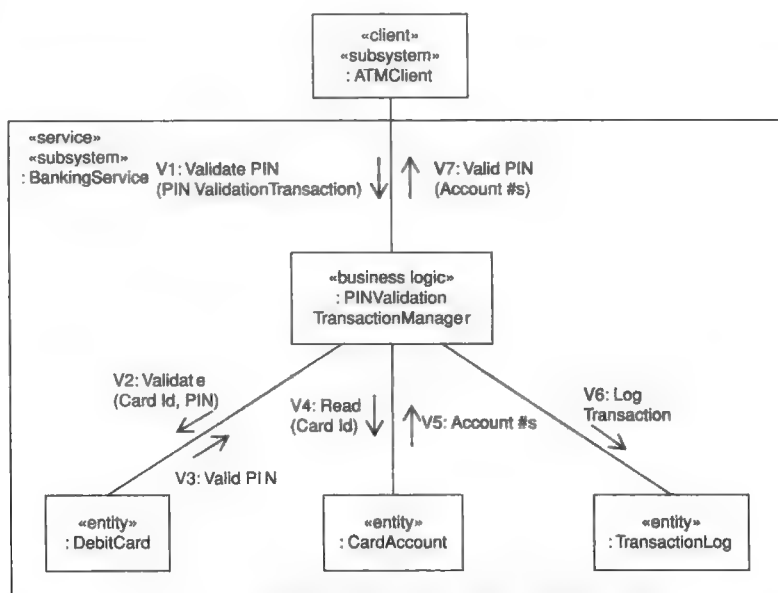 «client»
«subsystem»
: ATMClient
«service»
«subsystem»
: BankingService
V1: Validate PIN
(PIN ValidationTransaction)
V7: Valid PIN
(Account #s)
«business logic»
: PINValidation
TransactionManager
V2: Validate
(Card Id, PIN)
V3: Valid PIN
V4: Read
(Card Id)
V5: Account #s
V6: Log
Transaction
«entity»
: DebitCard
«entity»
: CardAccount
«entity»
: TransactionLog